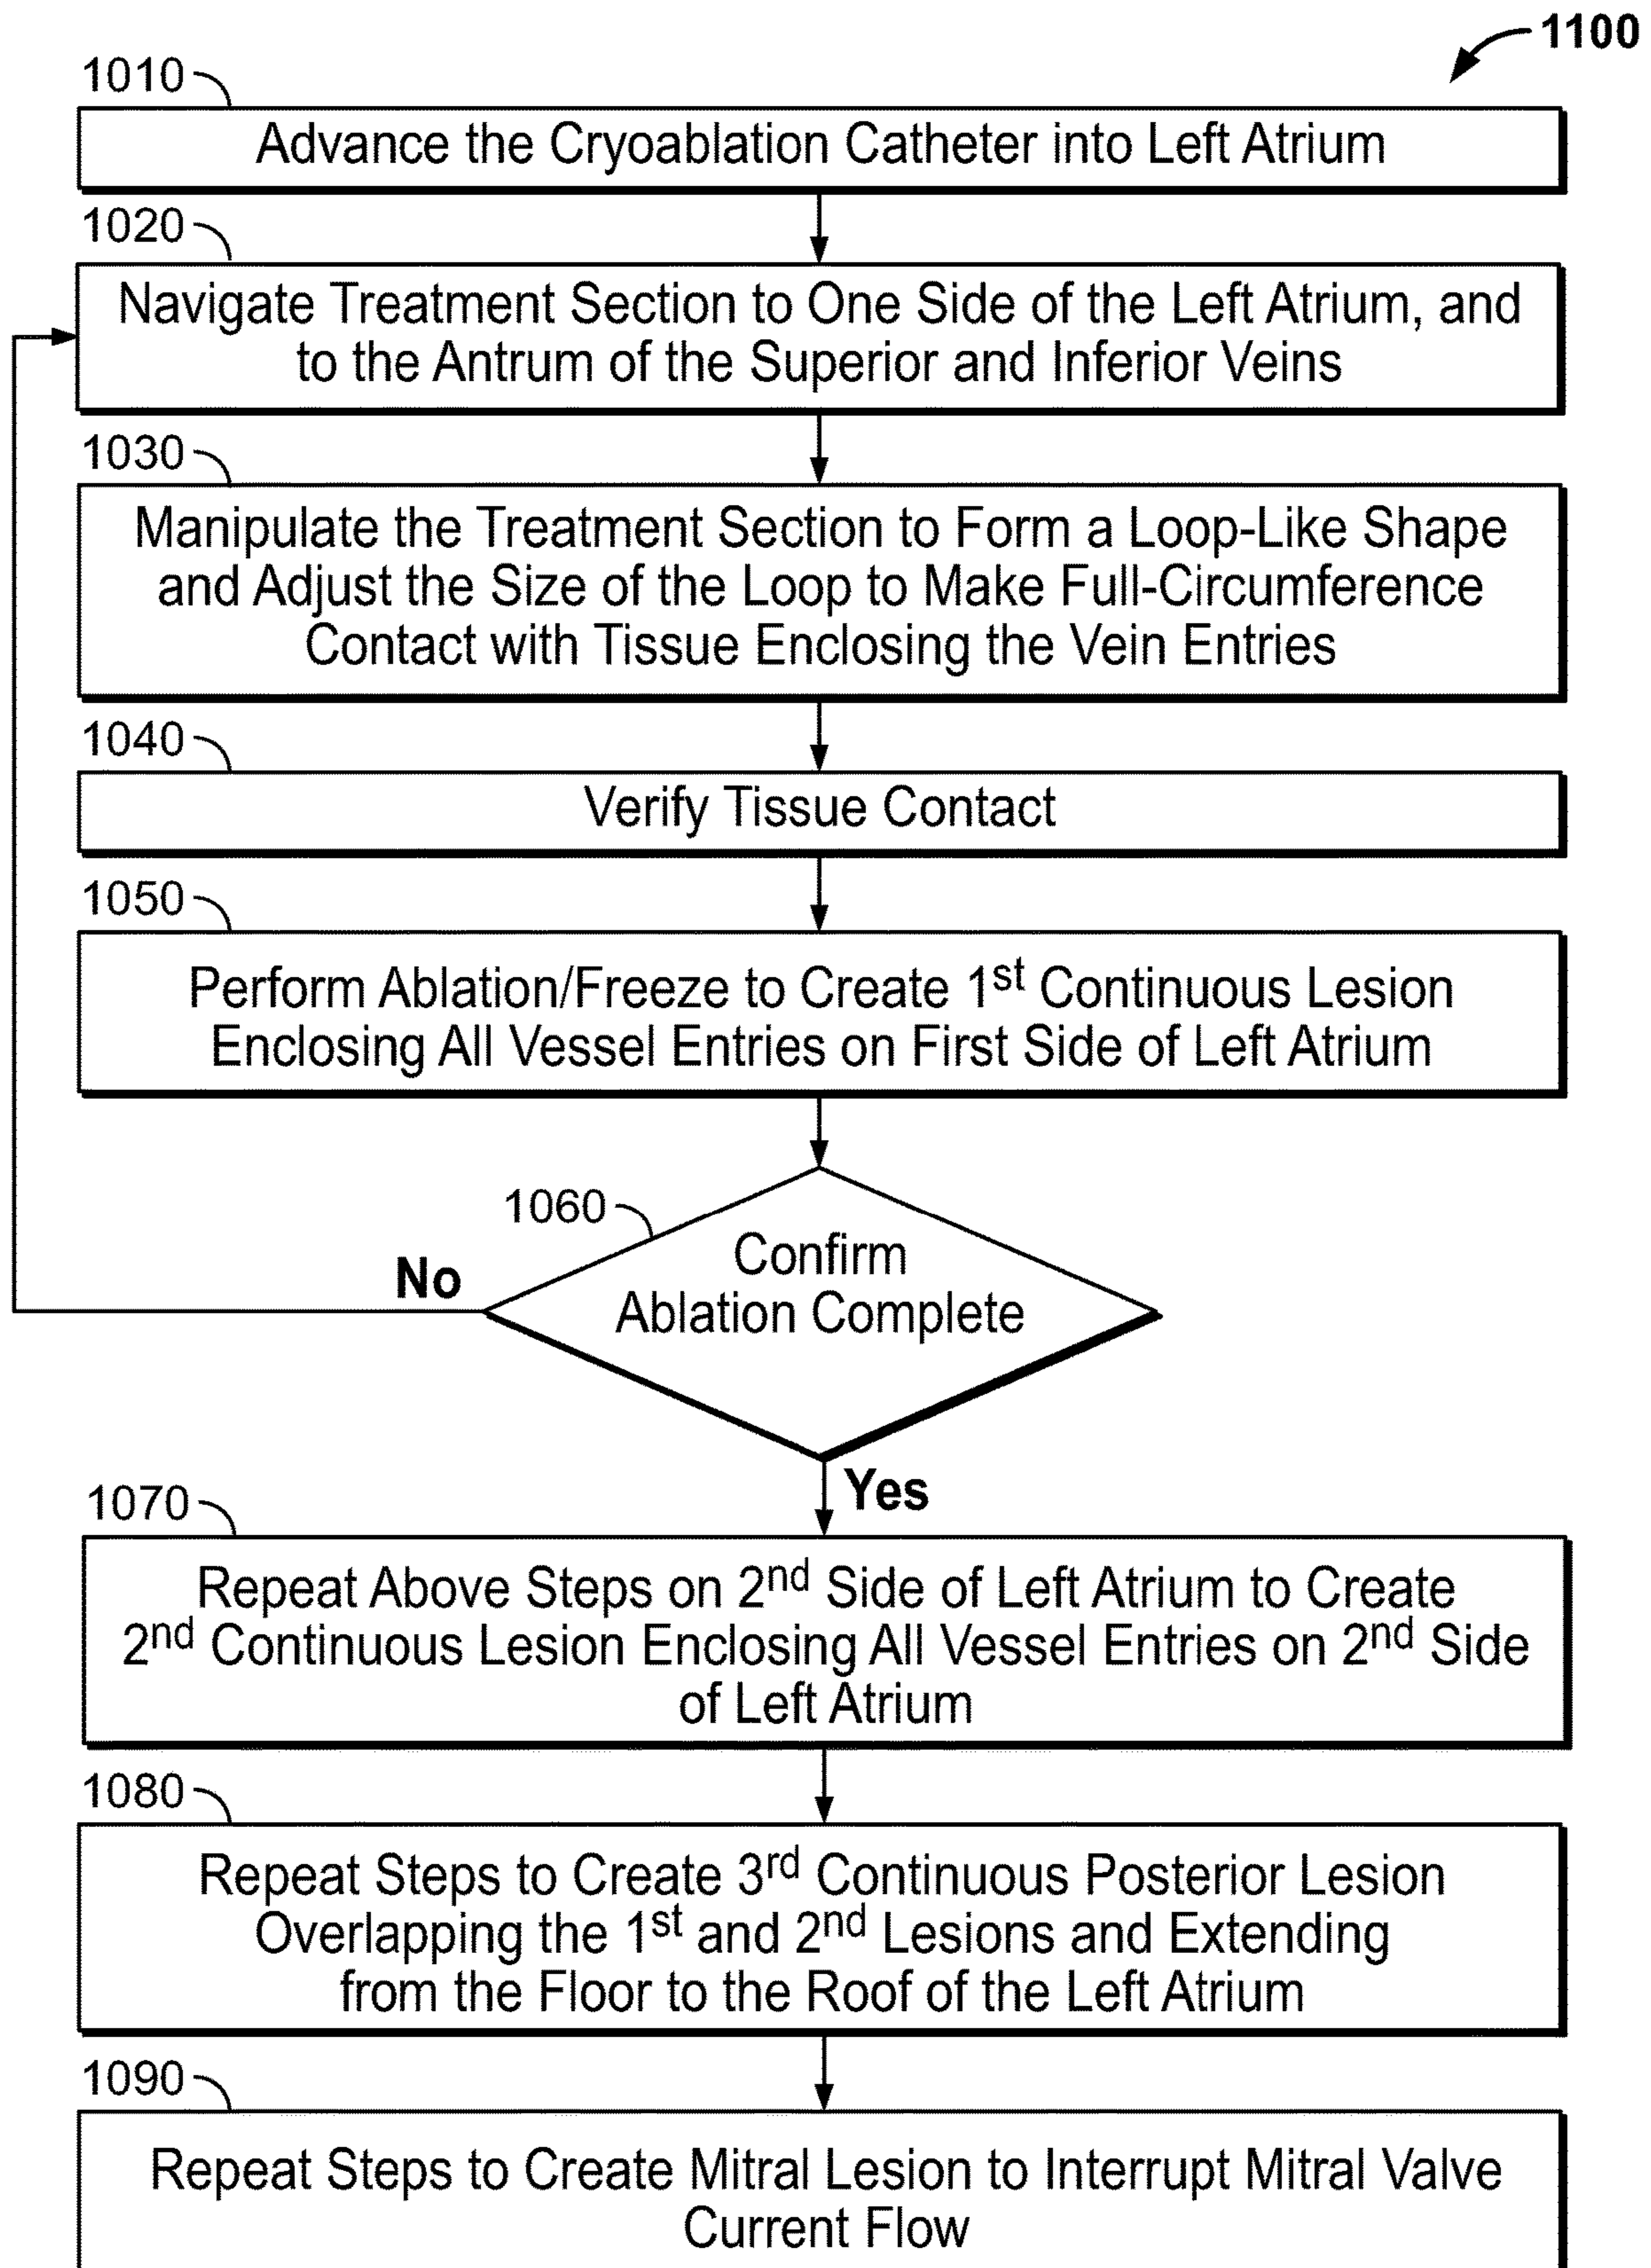 1100
1010
Advance the Cryoablation Catheter into Left Atrium
1020
Navigate Treatment Section to One Side of the Left Atrium, and
to the Antrum of the Superior and Inferior Veins
1030
Manipulate the Treatment Section to Form a Loop-Like Shape
and Adjust the Size of the Loop to Make Full-Circumference
Contact with Tissue Enclosing the Vein Entries
1040
Verify Tissue Contact
1050
Perform Ablation/Freeze to Create 1st Continuous Lesion
Enclosing All Vessel Entries on First Side of Left Atrium
1060
Confirm
Ablation Complete
No
Yes
1070
Repeat Above Steps on 2nd Side of Left Atrium to Create
2nd Continuous Lesion Enclosing All Vessel Entries on 2nd Side
of Left Atrium
1080
Repeat Steps to Create 3rd Continuous Posterior Lesion
Overlapping the 1st and 2nd Lesions and Extending
from the Floor to the Roof of the Left Atrium
1090
Repeat Steps to Create Mitral Lesion to Interrupt Mitral Valve
Current Flow